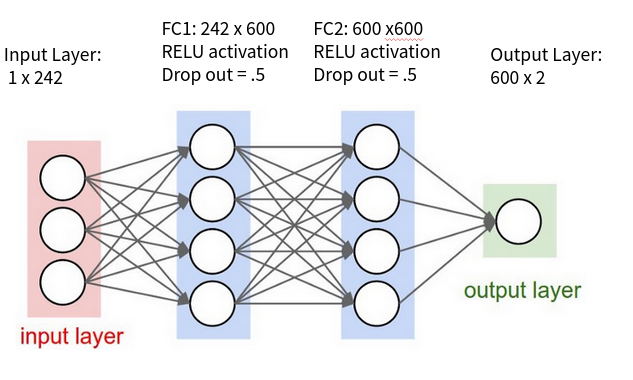 Input Layer:
1 x 242
FC1: 242 x 600
RELU activation
Drop out = .5
FC2: 600 x600
RELU activation
Drop out = .5
Output Layer:
600 x 2
input layer
output layer